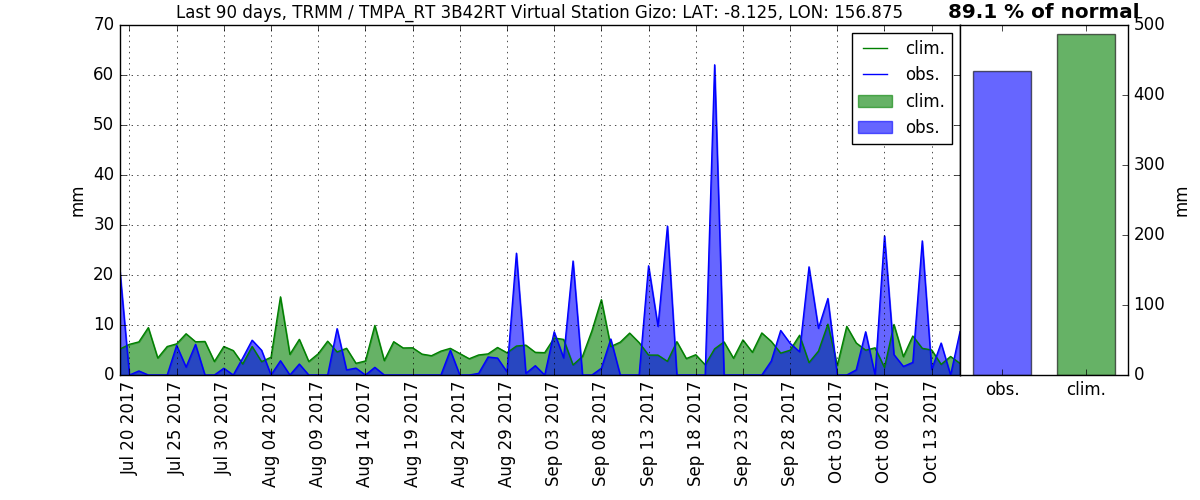 Last 90 days, TRMM / TMPA_RT 3B42RT Virtual Station Gizo: LAT: -8.125, LON: 156.875
89.1 % of normal
mm
70
60
50
40
30
20
10
0
clim.
obs.
clim.
obs.
Jul 20 2017
Jul 25 2017
Jul 30 2017
Aug 04 2017
Aug 09 2017
Aug 14 2017
Aug 19 2017
Aug 24 2017
Aug 29 2017
Sep 03 2017
Sep 08 2017
Sep 13 2017
Sep 18 2017
Sep 23 2017
Sep 28 2017
Oct 03 2017
Oct 08 2017
Oct 13 2017
500
400
300
200
100
0
mm
obs.
clim.